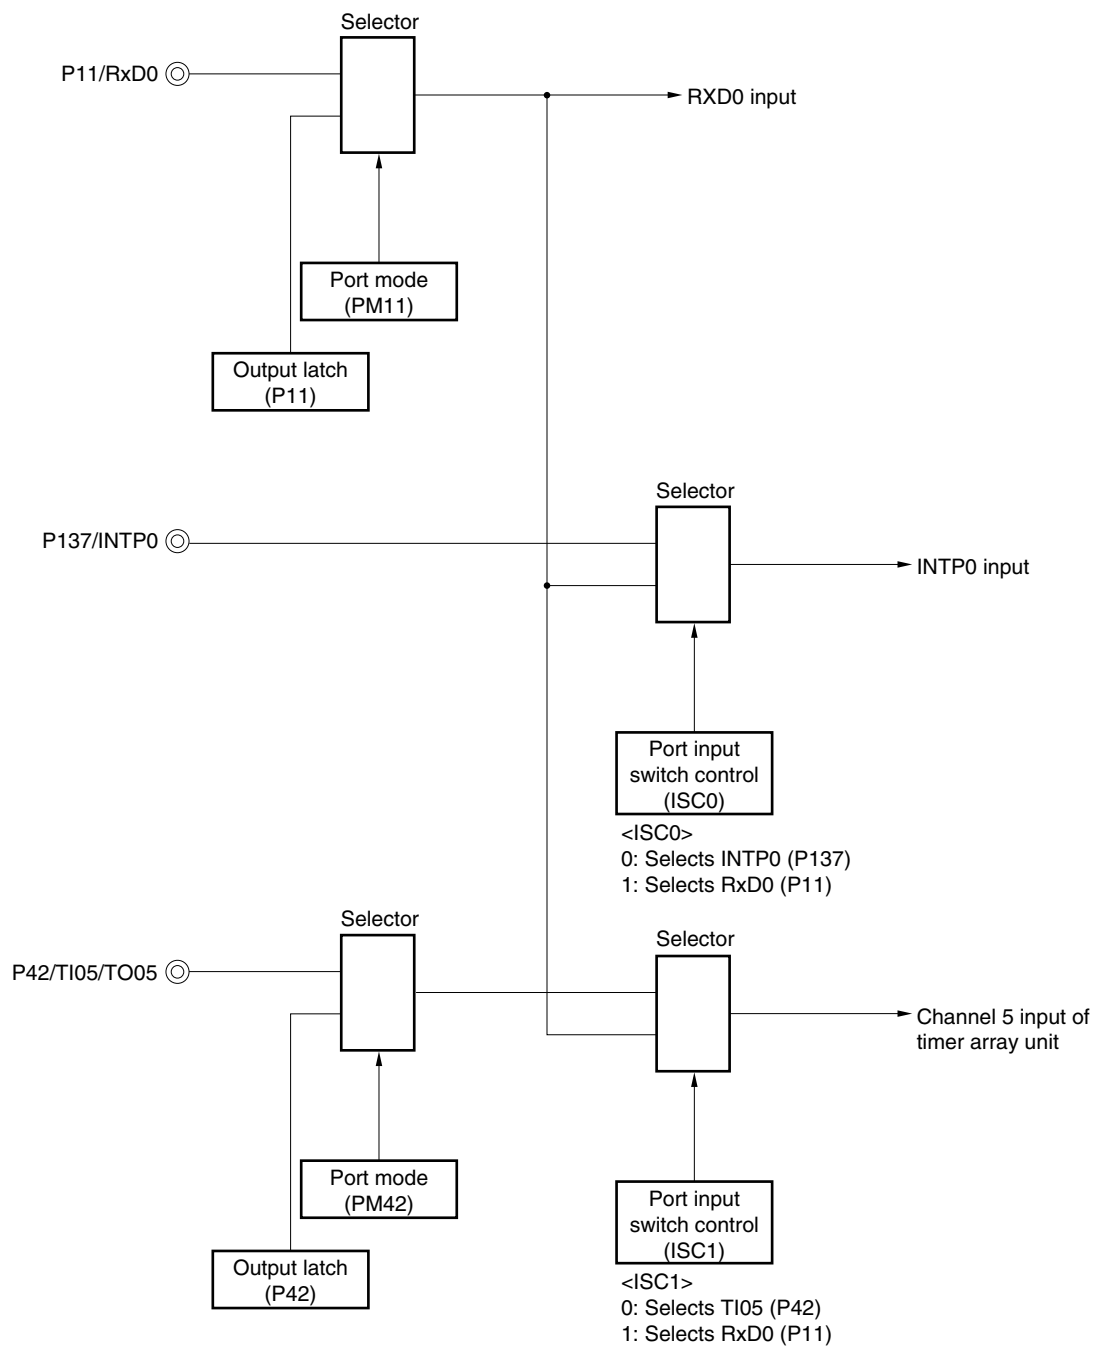 Selector
P11/RxD0
RXD0 input
Port mode
(PM11)
Output latch
(P11)
Selector
P137/INTP0
INTP0 input
Port input
switch control
(ISC0)
<ISC0>
0: Selects INTP0 (P137)
1: Selects RxD0 (P11)
Selector
Selector
P42/TI05/TO05
Channel 5 input of
timer array unit
Port mode
(PM42)
Port input
switch control
(ISC1)
Output latch
(P42)
<ISC1>
0: Selects TI05 (P42)
1: Selects RxD0 (P11)